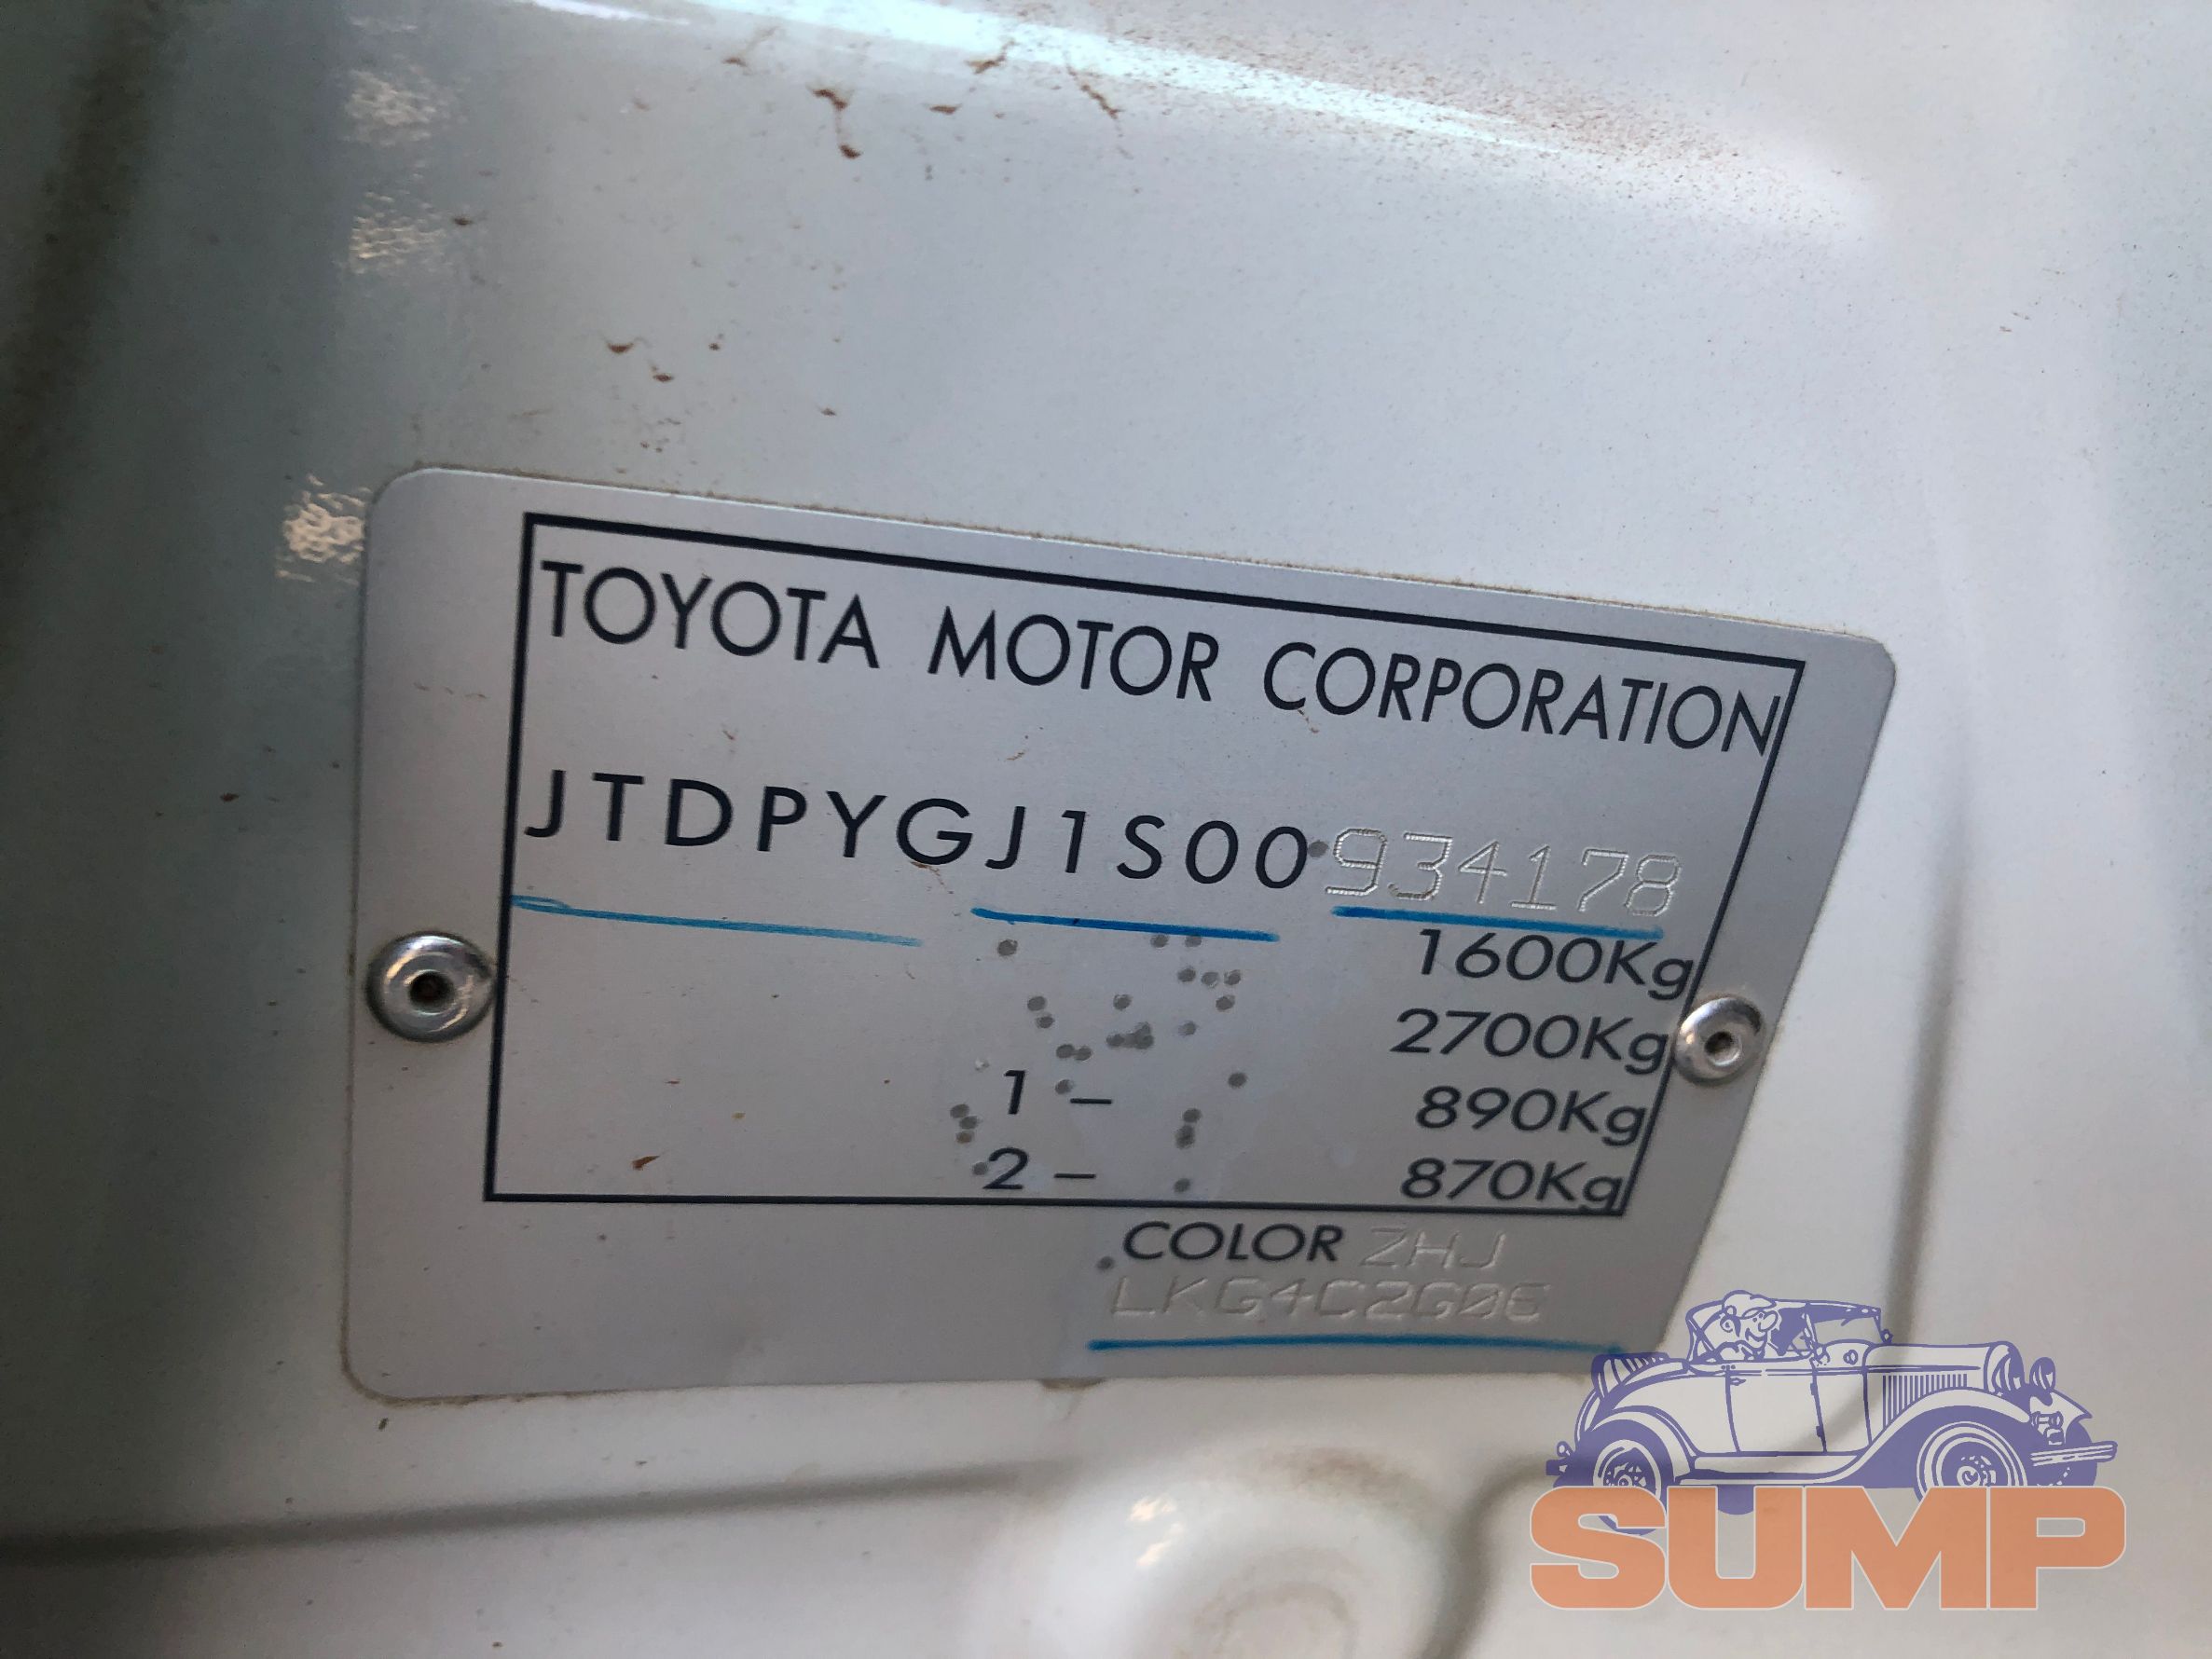 TOYOTA MOTOR CORPORATION
JTDPYGJ1S00934178
1600Kg
2700Kg
1 – 890Kg
2 – 870Kg
COLOR ZHJ
LKG4C2G06
SUMP